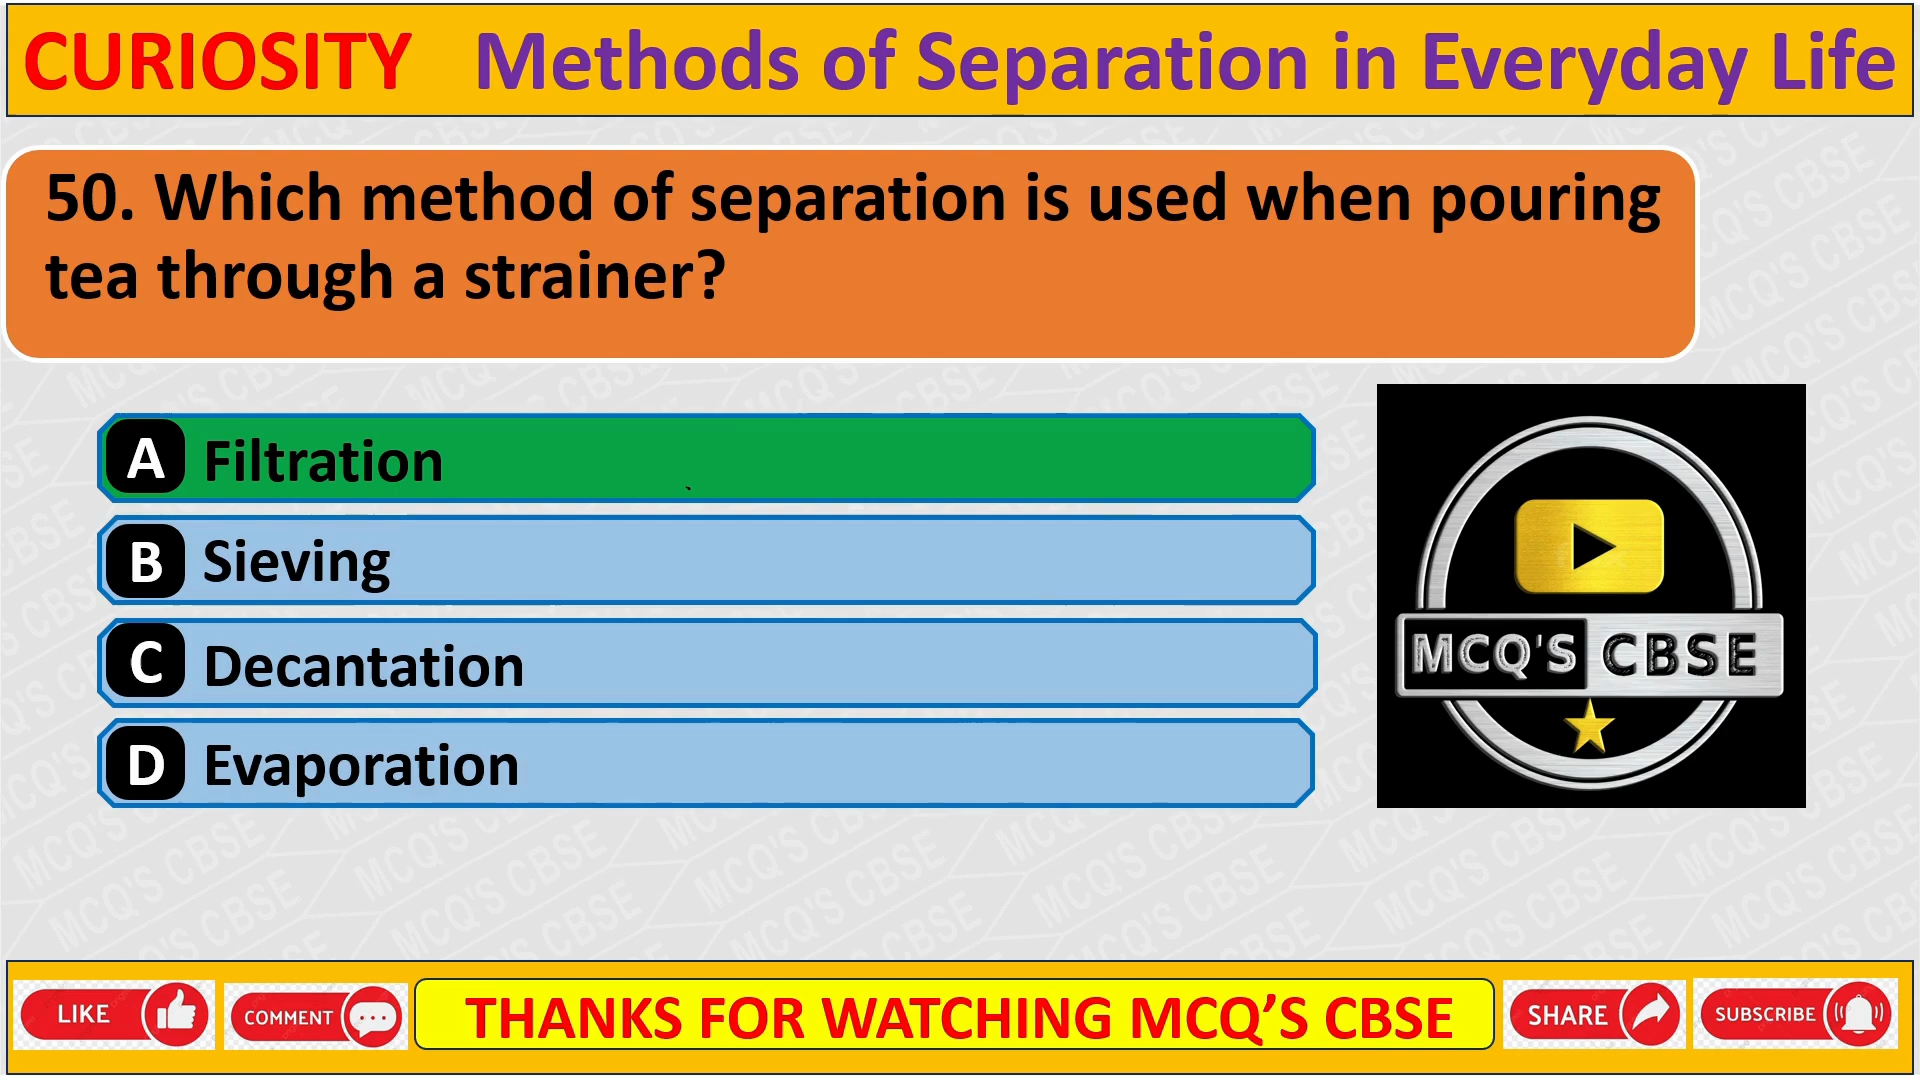 CURIOSITY Methods of Separation in Everyday Life
50. Which method of separation is used when pouring
tea through a strainer?
A Filtration
B Sieving
C Decantation
D Evaporation
MCQ'S CBSE
LIKE
COMMENT
THANKS FOR WATCHING MCQ’S CBSE
SHARE
SUBSCRIBE